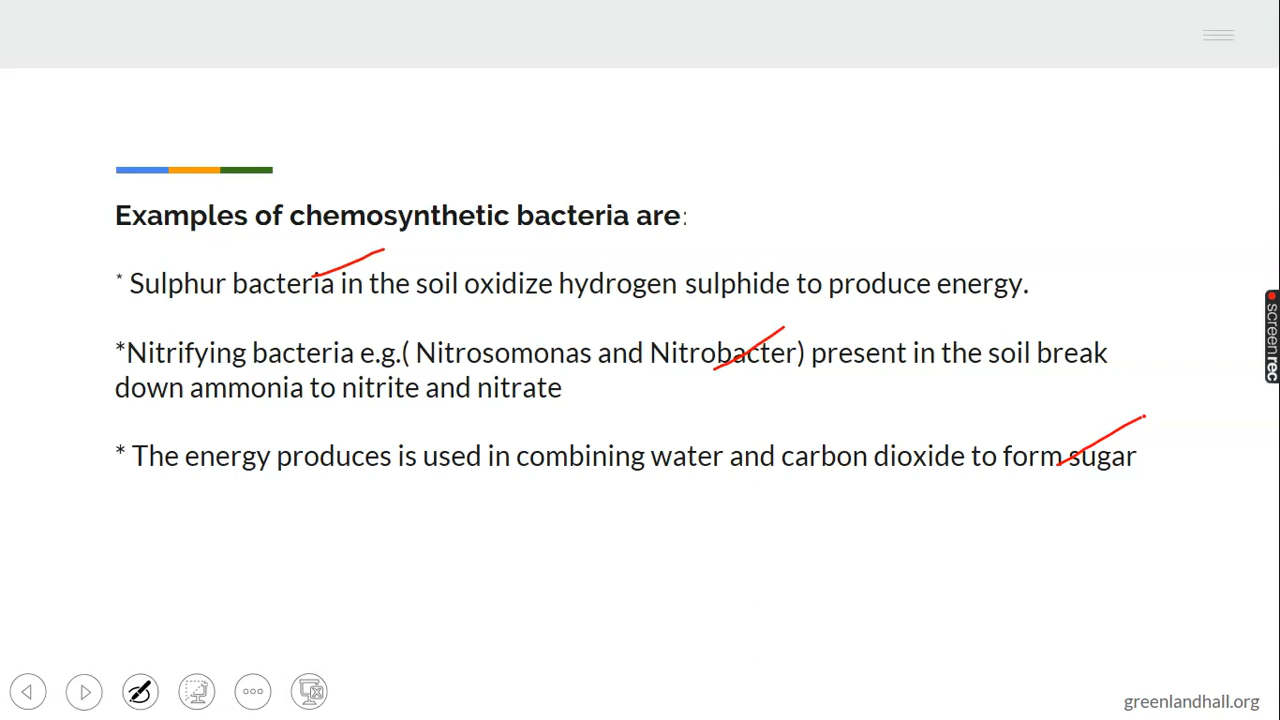 Examples of chemosynthetic bacteria are:
* Sulphur bacteria in the soil oxidize hydrogen sulphide to produce energy.
*Nitrifying bacteria e.g.( Nitrosomonas and Nitrobacter) present in the soil break
down ammonia to nitrite and nitrate
* The energy produces is used in combining water and carbon dioxide to form sugar
screenrec
greenlandhall.org